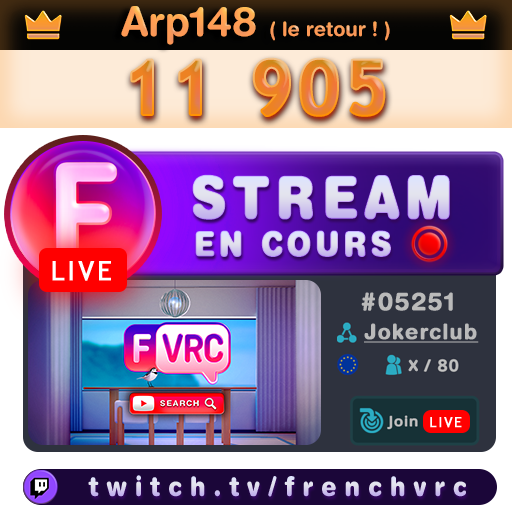 Arp148 ( le retour ! )
11 905
F
LIVE
STREAM
EN COURS
#05251
Jokerclub
X / 80
F VRC
SEARCH
Join LIVE
twitch.tv/frenchvrc